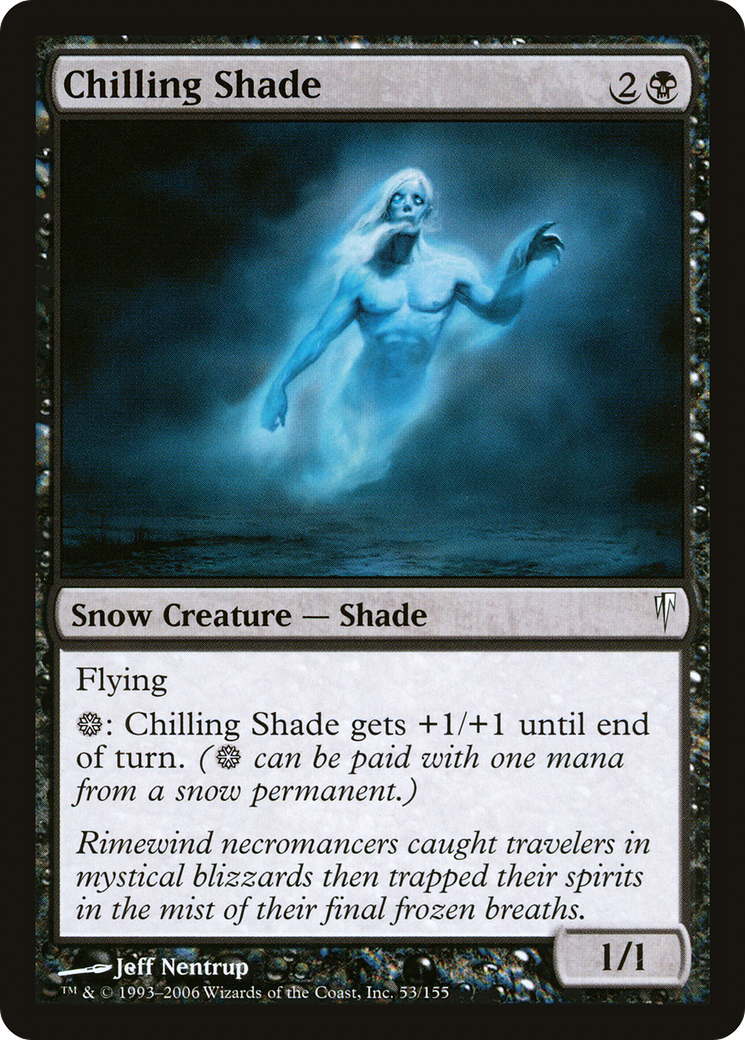 Chilling Shade 2
Snow Creature — Shade
Flying
: Chilling Shade gets +1/+1 until end
of turn. ( can be paid with one mana
from a snow permanent.)
Rimewind necromancers caught travelers in
mystical blizzards then trapped their spirits
in the mist of their final frozen breaths.
1/1
Jeff Nentrup
™ & © 1993–2006 Wizards of the Coast, Inc. 53/155